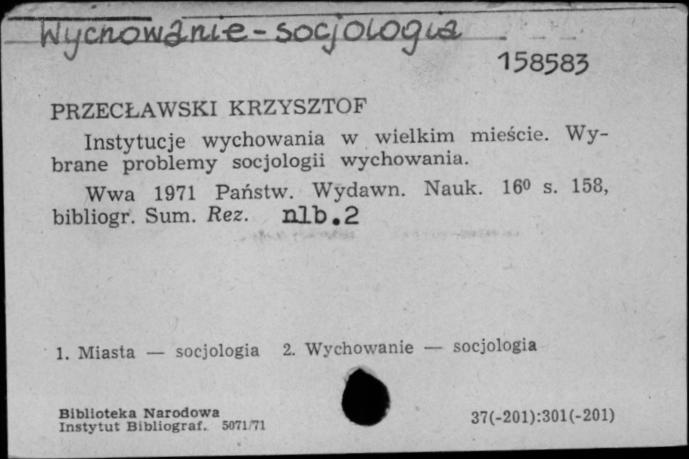 Wychowanie - socjologia
158583
PRZECŁAWSKI KRZYSZTOF
Instytucje wychowania w wielkim mieście. Wy-
brane problemy socjologii wychowania.
Wwa 1971 Państw. Wydawn. Nauk. 16⁰ s. 158,
bibliogr. Sum. Rez. nlb.2
1. Miasta — socjologia 2. Wychowanie — socjologia
Biblioteka Narodowa
Instytut Bibliograf. 5071/71
37(-201):301(-201)